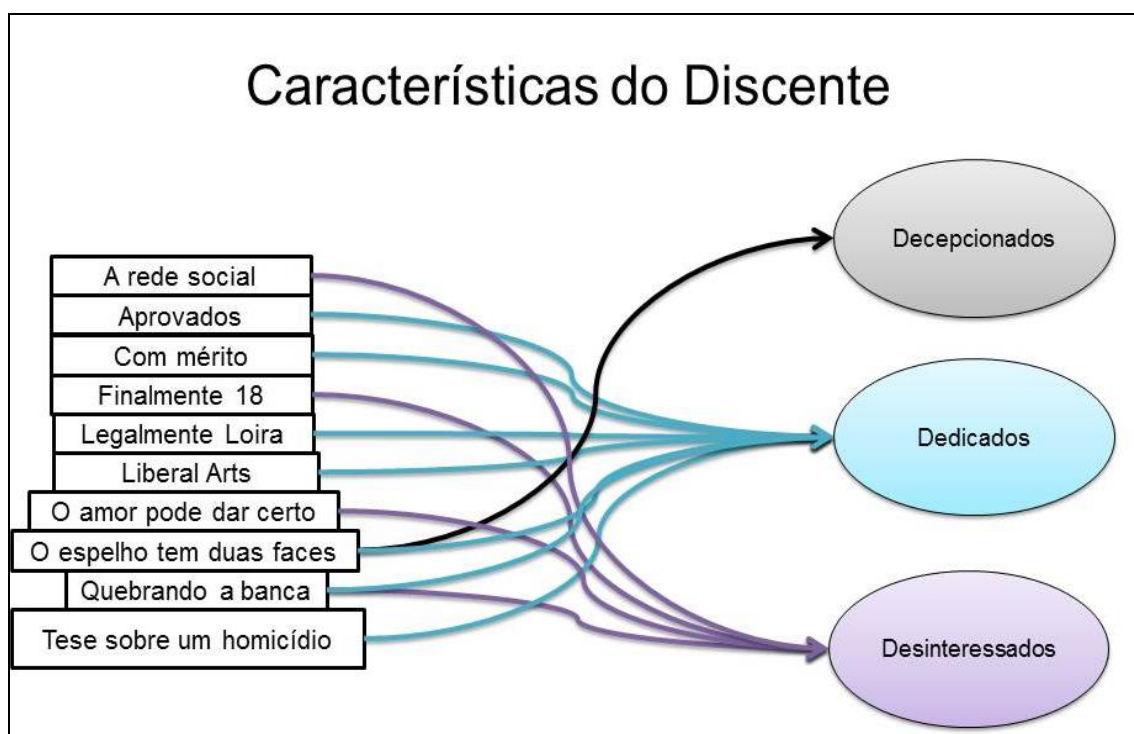 Características do Discente
A rede social
Aprovados
Com mérito
Finalmente 18
Legalmente Loira
Liberal Arts
O amor pode dar certo
O espelho tem duas faces
Quebrando a banca
Tese sobre um homicídio
Decepcionados
Dedicados
Desinteressados